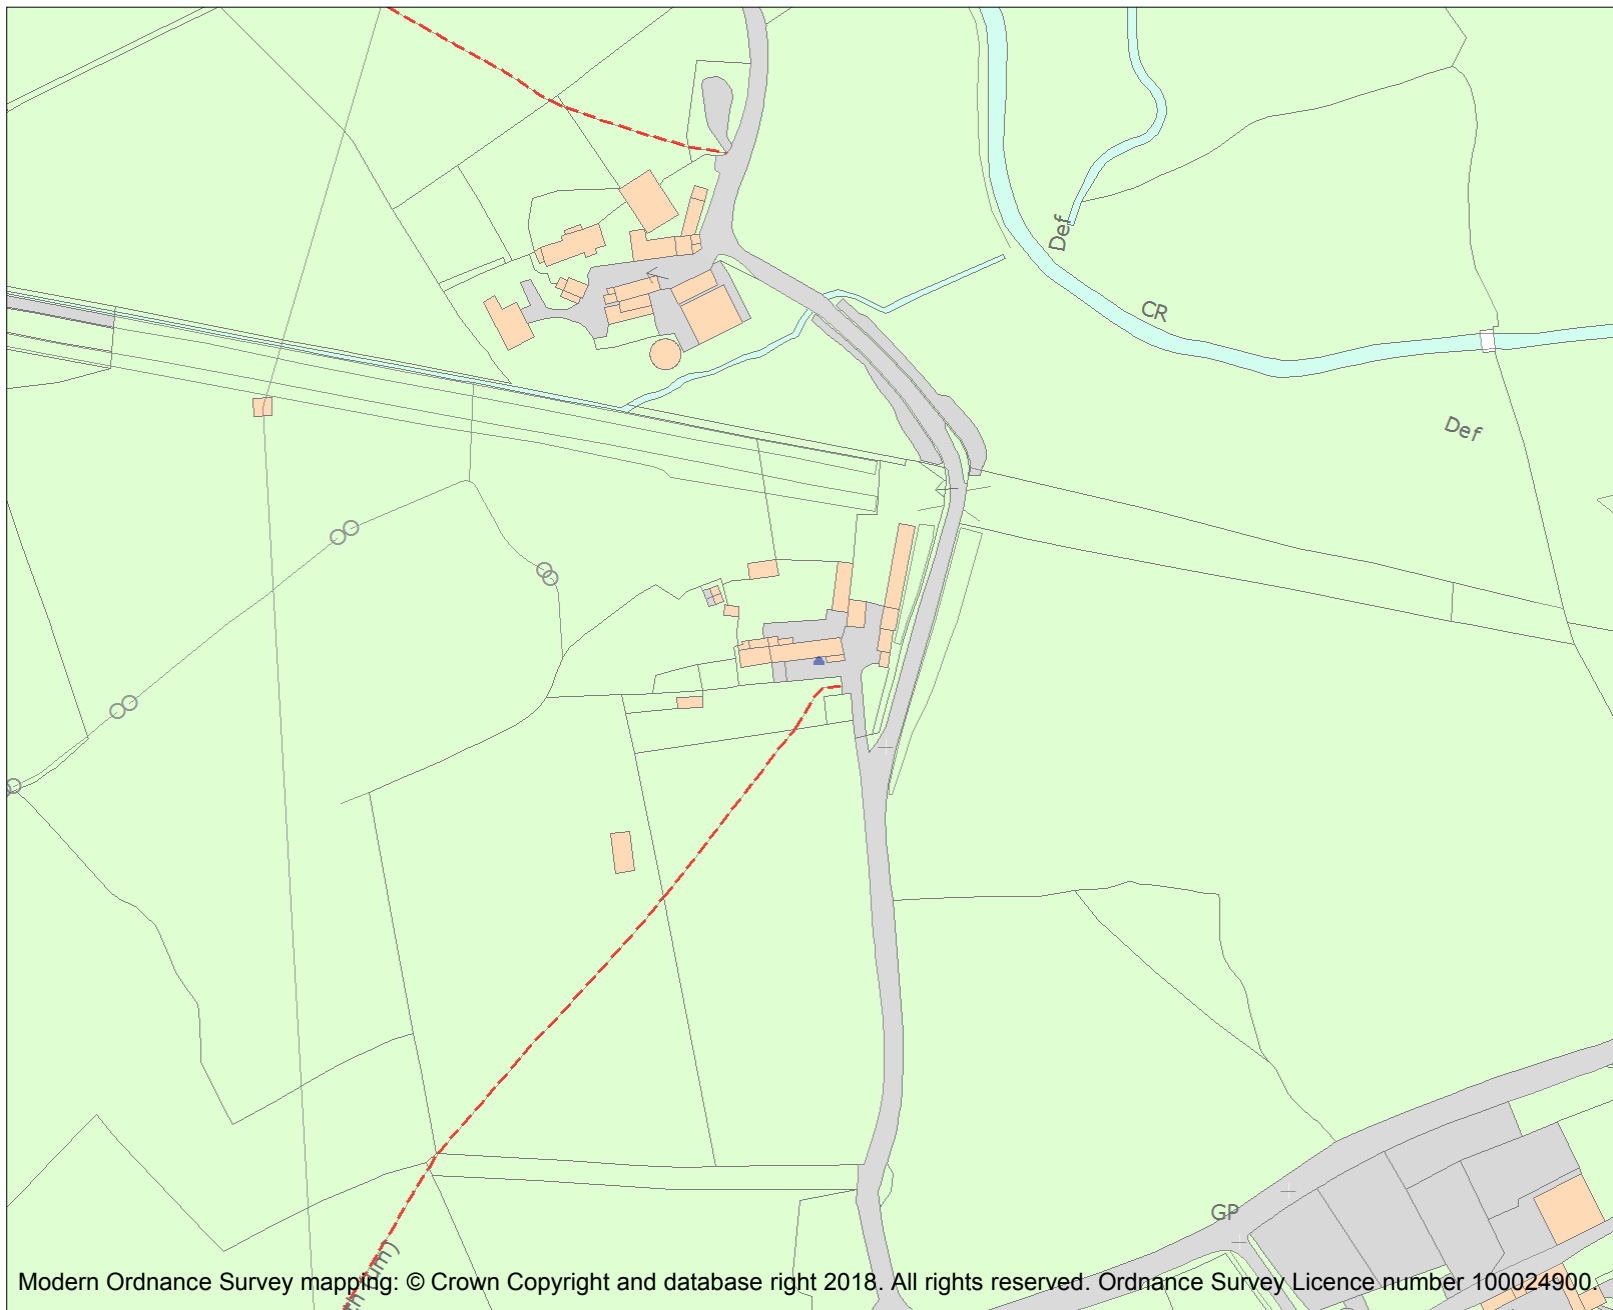 Def
CR
Def
GP
Modern Ordnance Survey mapping: © Crown Copyright and database right 2018. All rights reserved. Ordnance Survey Licence number 100024900.